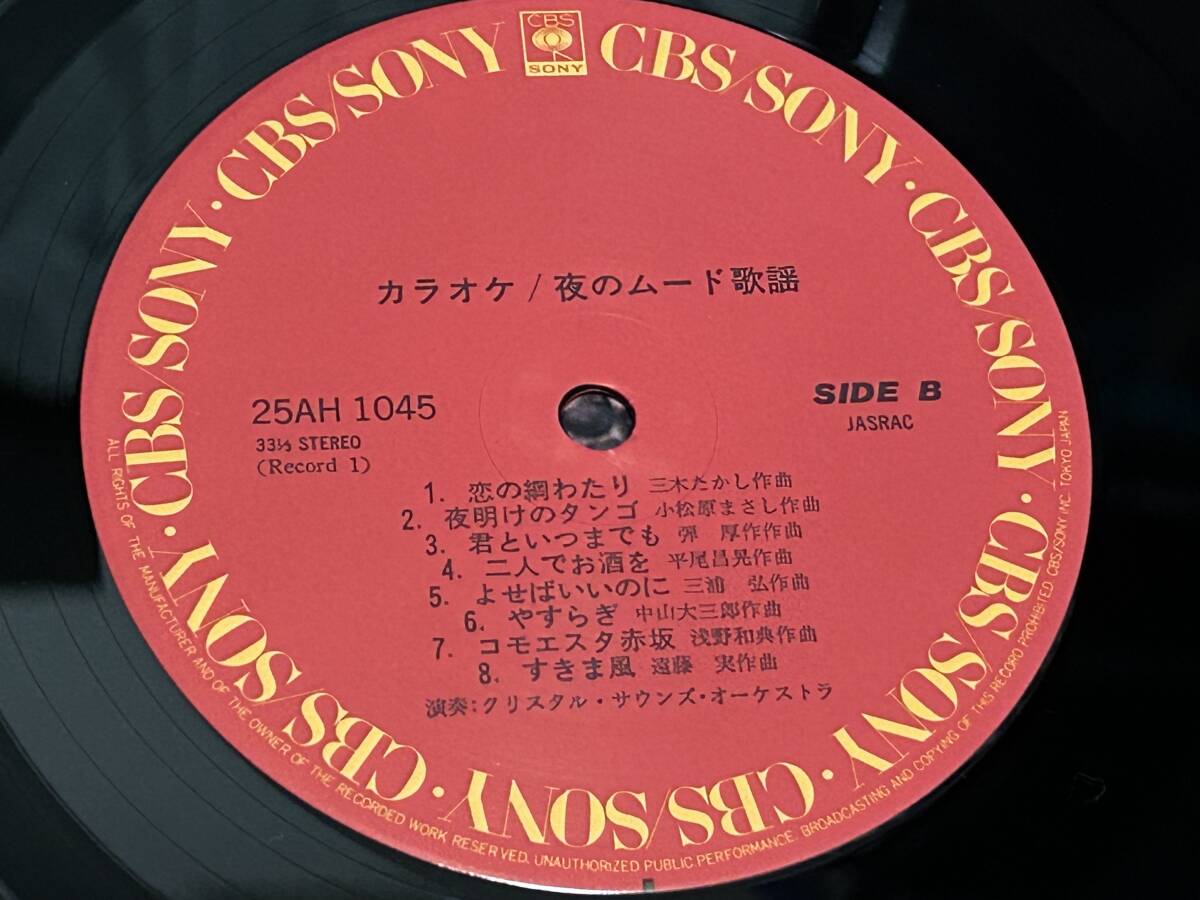 CBS
SONY
CBS/SONY · CBS/SONY · CBS/SONY · CBS/SONY · CBS/SONY · CBS/SONY · CBS/SONY · CBS/SONY · CBS/SONY
カラオケ / 夜のムード歌謡
25AH 1045
33⅓ STEREO
(Record 1)
SIDE B
JASRAC
1. 恋の綱わたり 三木たかし作曲
2. 夜明けのタンゴ 小松原まさし作曲
3. 君といつまでも 弾 厚作作曲
4. 二人でお酒を 平尾昌晃作曲
5. よせばいいのに 三浦 弘作曲
6. やすらぎ 中山大三郎作曲
7. コモエスタ赤坂 浅野和典作曲
8. すきま風 遠藤 実作曲
演奏:クリスタル・サウンズ・オーケストラ
ALL RIGHTS OF THE MANUFACTURER AND OF THE OWNER OF THE RECORDED WORK RESERVED. UNAUTHORIZED PUBLIC PERFORMANCE. BROADCASTING AND COPYING OF THIS RECORD PROHIBITED. CBS/SONY INC. TOKYO JAPAN